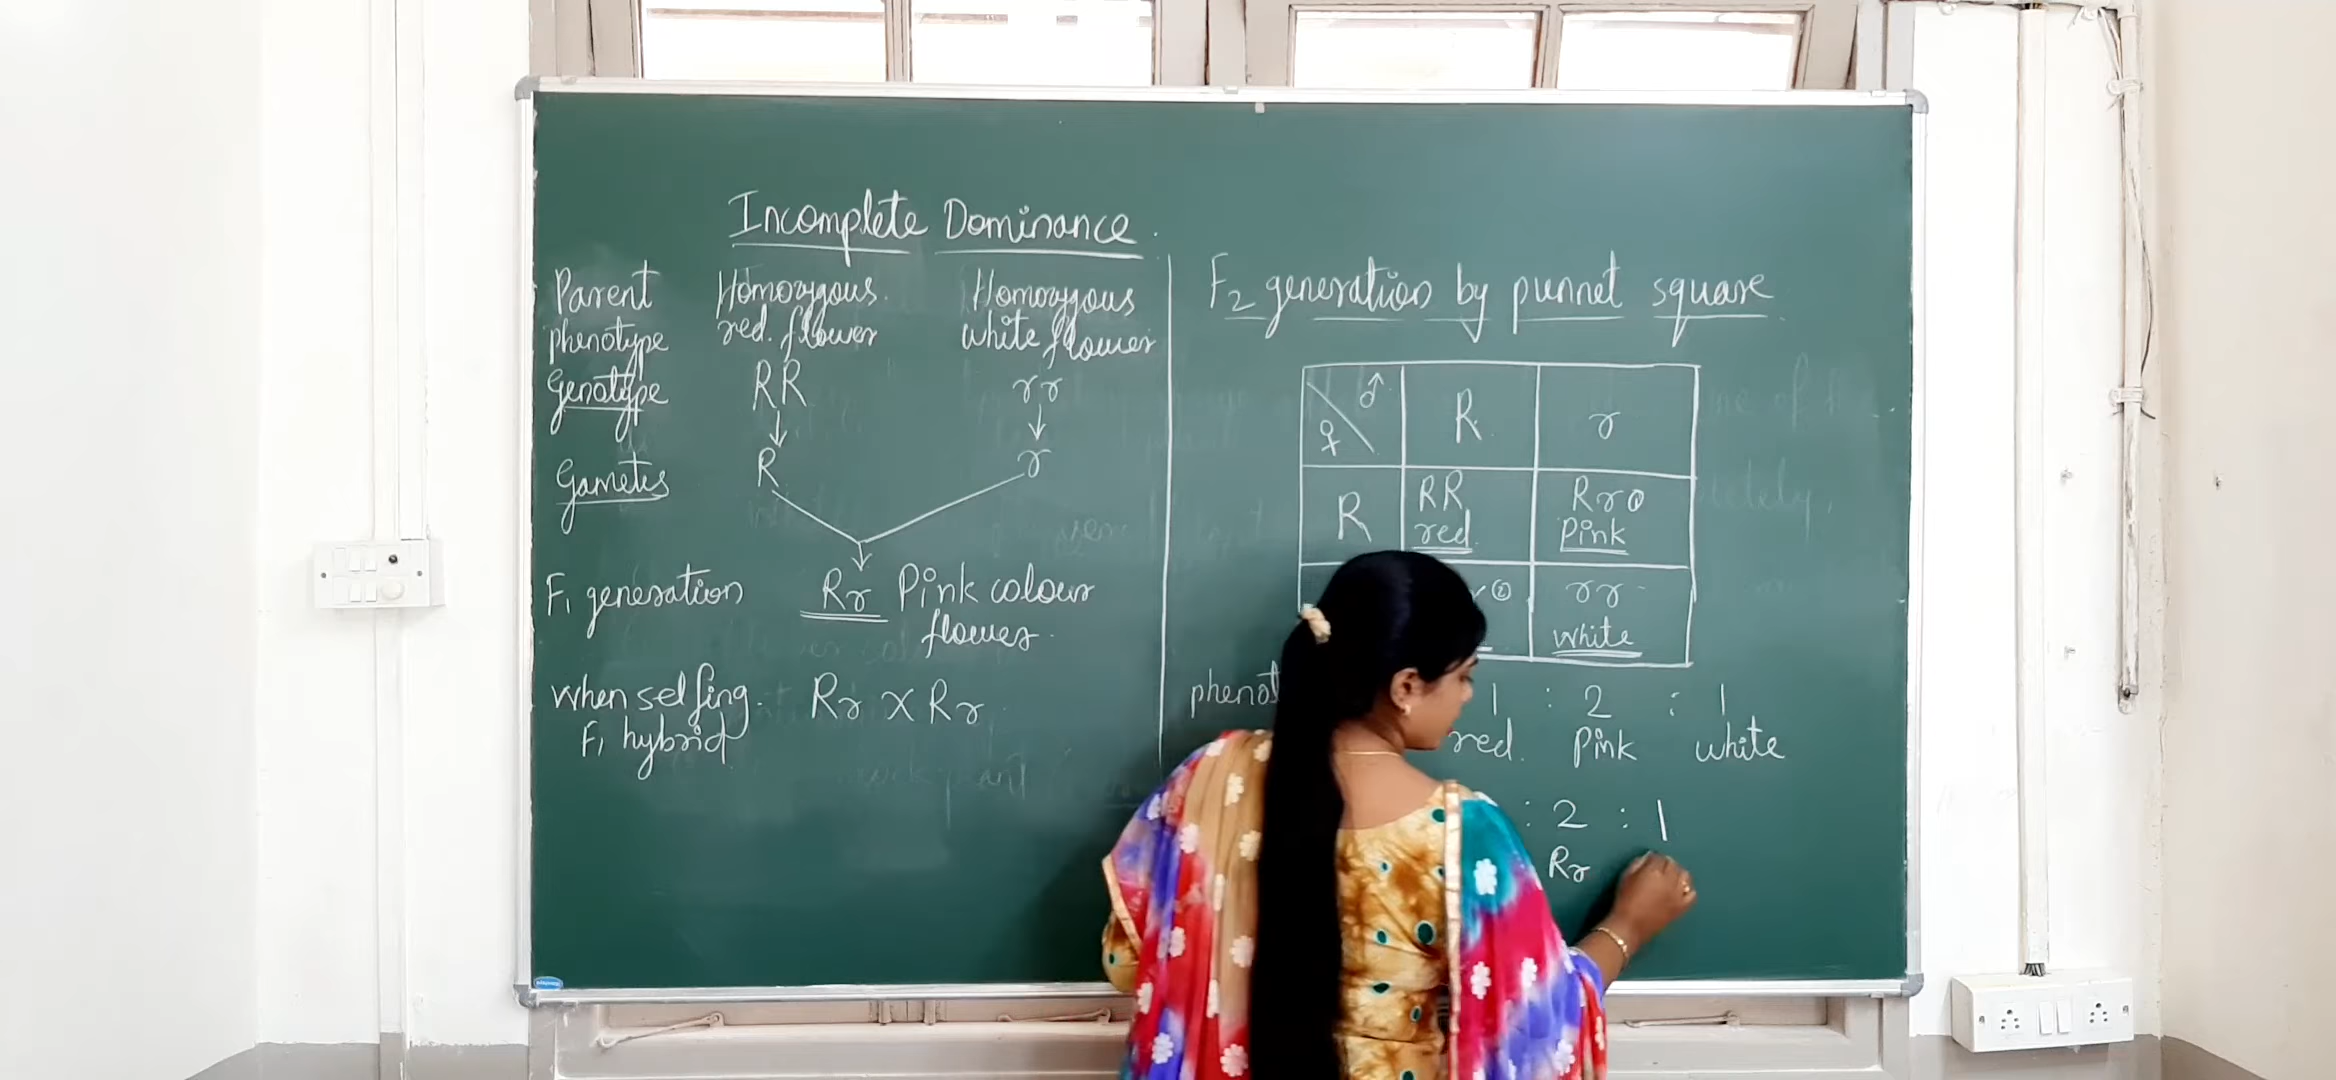 Incomplete Dominance.
Parent Homozygous. Homozygous
phenotype red. flower white flower
Genotype RR rr
Gametes R r
F1 generation Rr Pink colour
flower.
When selfing. Rr X Rr
F1 hybrid
F2 generation by punnet square
♂ R. r
♀
R RR Rr①
red. Pink
② rr
White
1 : 2 : 1
red. Pink white
: 2 : 1
Rr